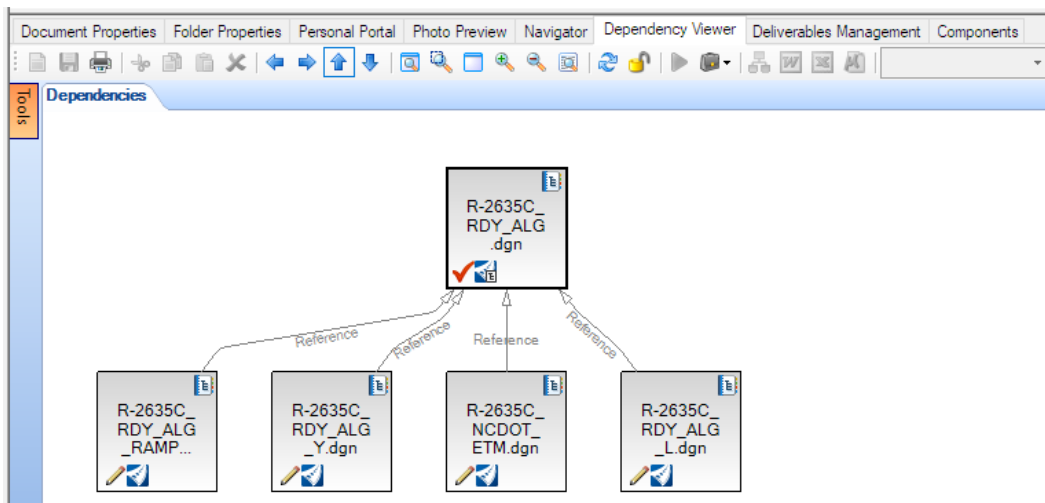 Document Properties Folder Properties Personal Portal Photo Preview Navigator Dependency Viewer Deliverables Management Components
Tools
Dependencies
R-2635C_
RDY_ALG
.dgn
Reference Reference Reference Reference
R-2635C_
RDY_ALG
_RAMP...
R-2635C_
RDY_ALG
_Y.dgn
R-2635C_
NCDOT_
ETM.dgn
R-2635C_
RDY_ALG
_L.dgn